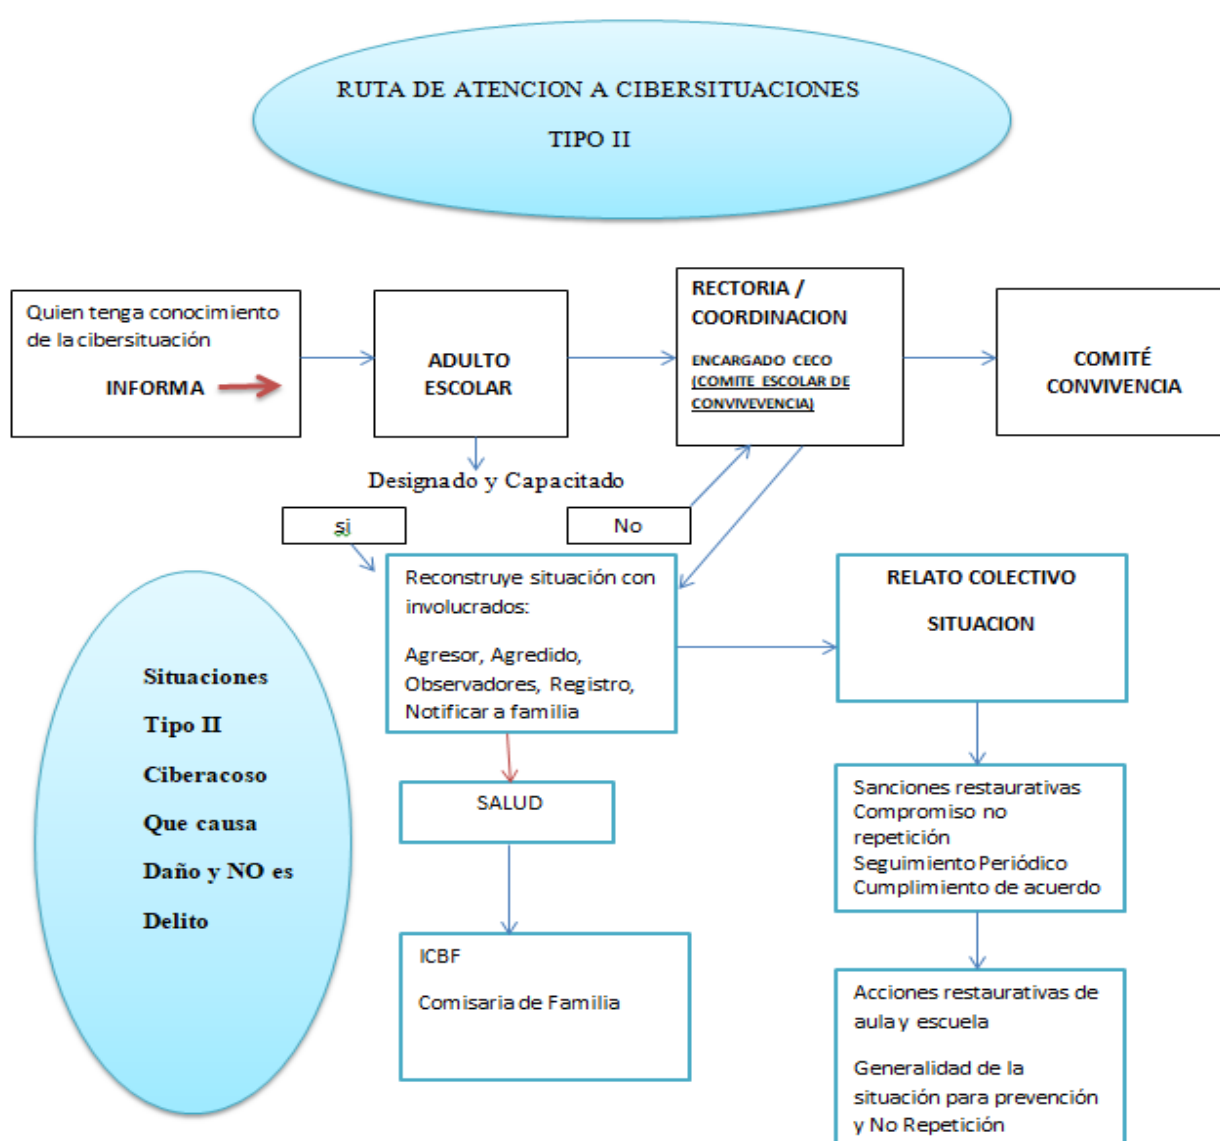 RUTA DE ATENCION A CIBERSITUACIONES
TIPO II
Quien tenga conocimiento
de la cibersituación
INFORMA
ADULTO
ESCOLAR
RECTORIA /
COORDINACION
ENCARGADO CECO
(COMITE ESCOLAR DE
CONVIVEVENCIA)
COMITÉ
CONVIVENCIA
Designado y Capacitado
si
No
Reconstruye situación con
involucrados:
Agresor, Agredido,
Observadores, Registro,
Notificar a familia
RELATO COLECTIVO
SITUACION
Situaciones
Tipo II
Ciberacoso
Que causa
Daño y NO es
Delito
SALUD
Sanciones restaurativas
Compromiso no
repetición
Seguimiento Periódico
Cumplimiento de acuerdo
ICBF
Comisaria de Familia
Acciones restaurativas de
aula y escuela
Generalidad de la
situación para prevención
y No Repetición